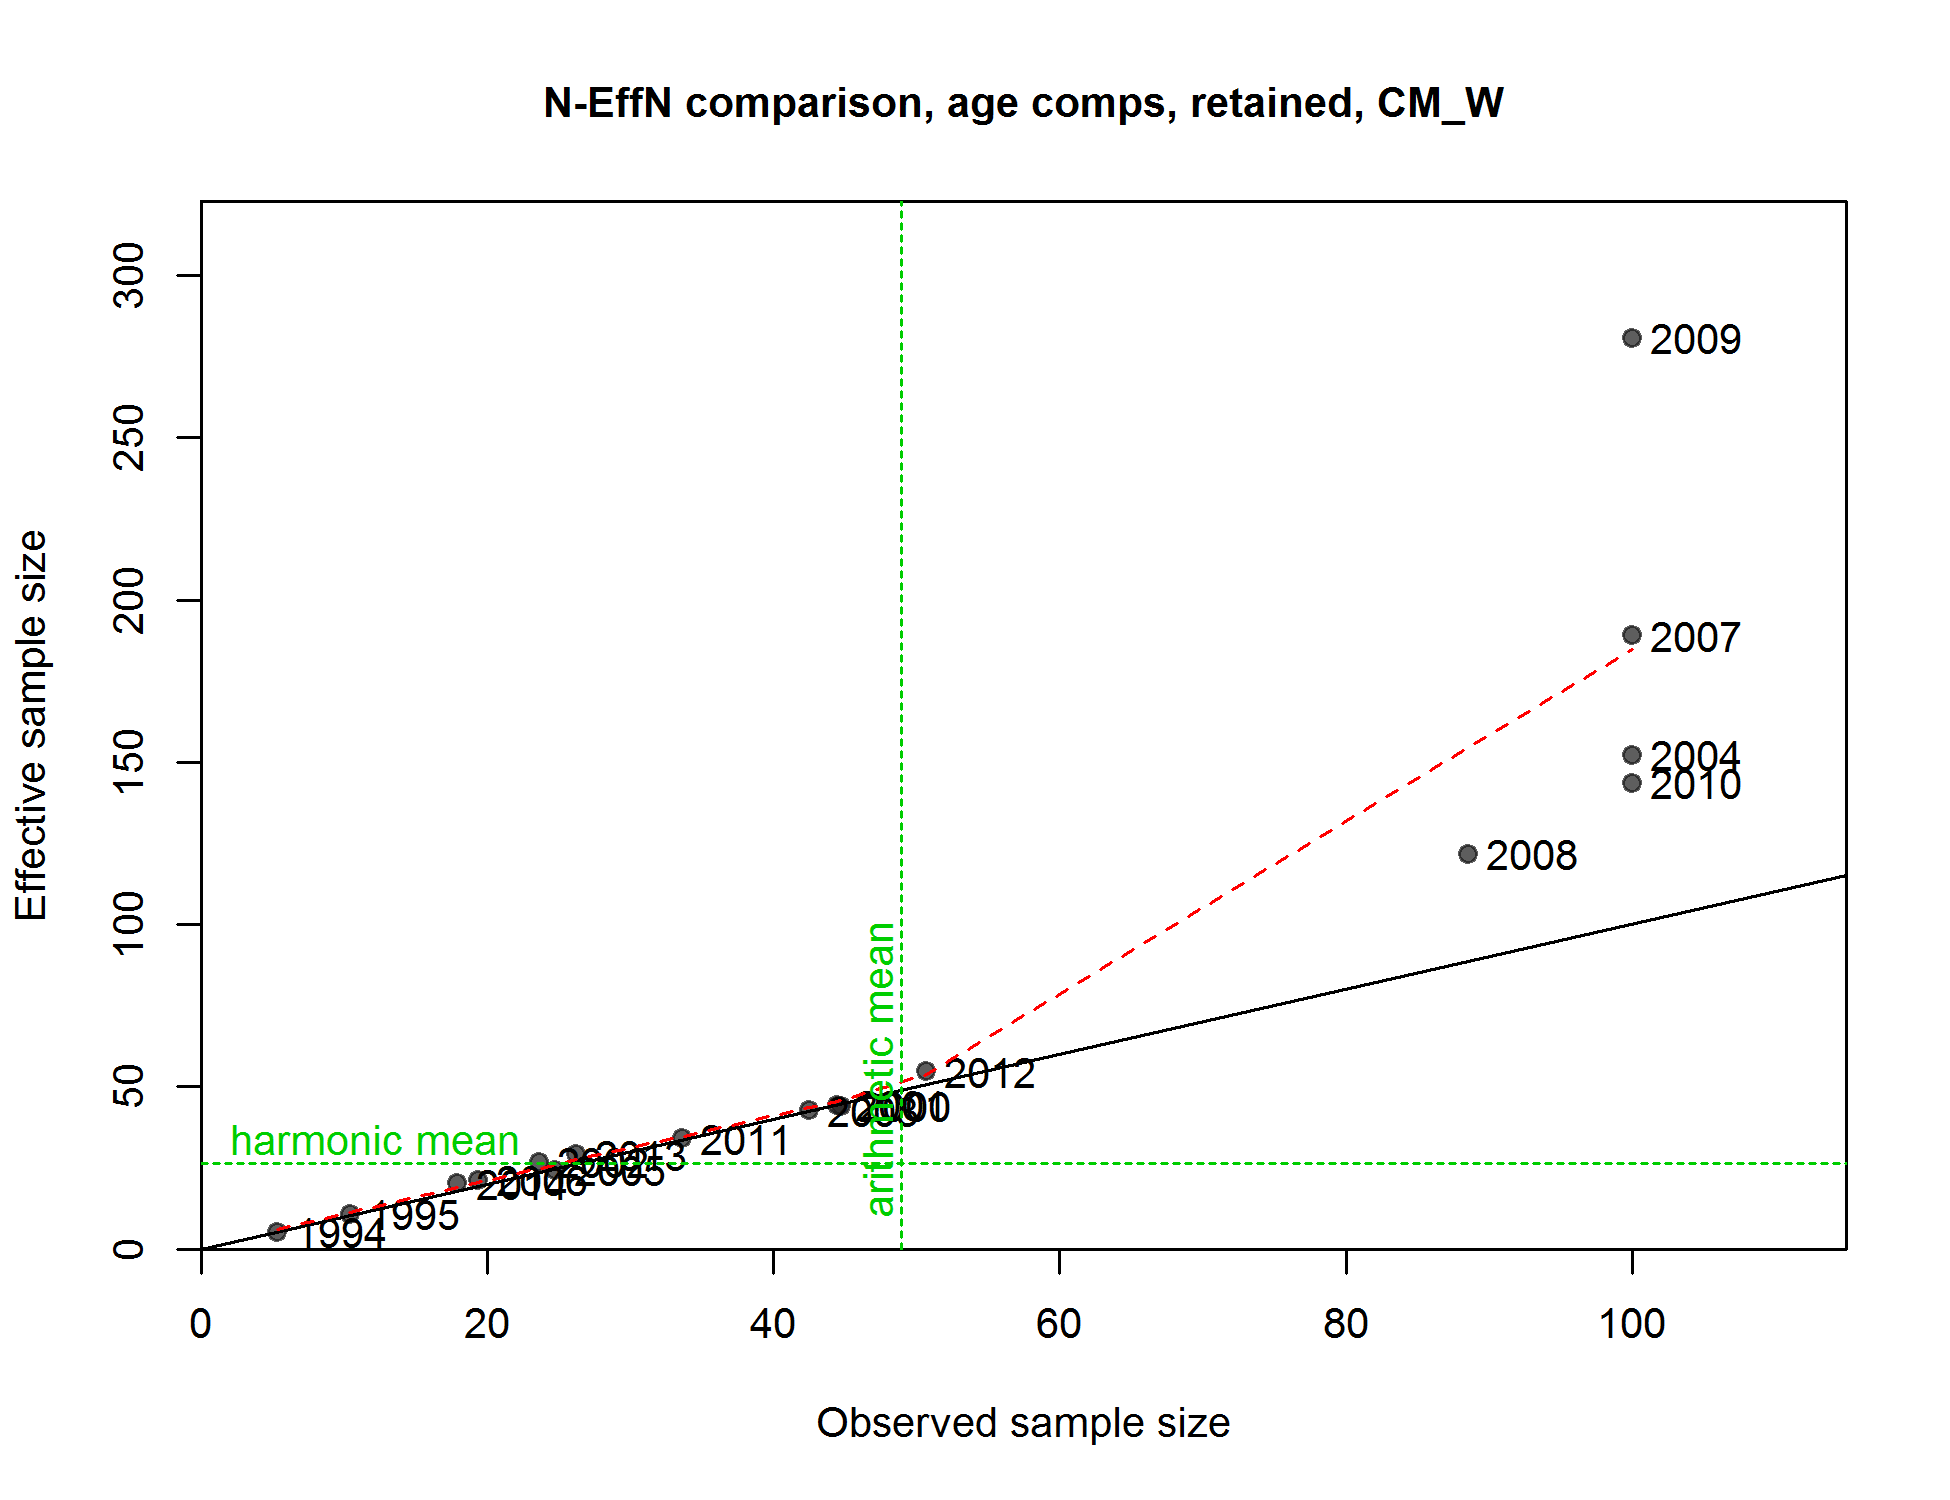 N-EffN comparison, age comps, retained, CM_W
Effective sample size
300
250
200
150
100
50
0
2009
2007
2004
2010
2008
2012
2011
1995
1994
harmonic mean
arithmetic mean
0 20 40 60 80 100
Observed sample size